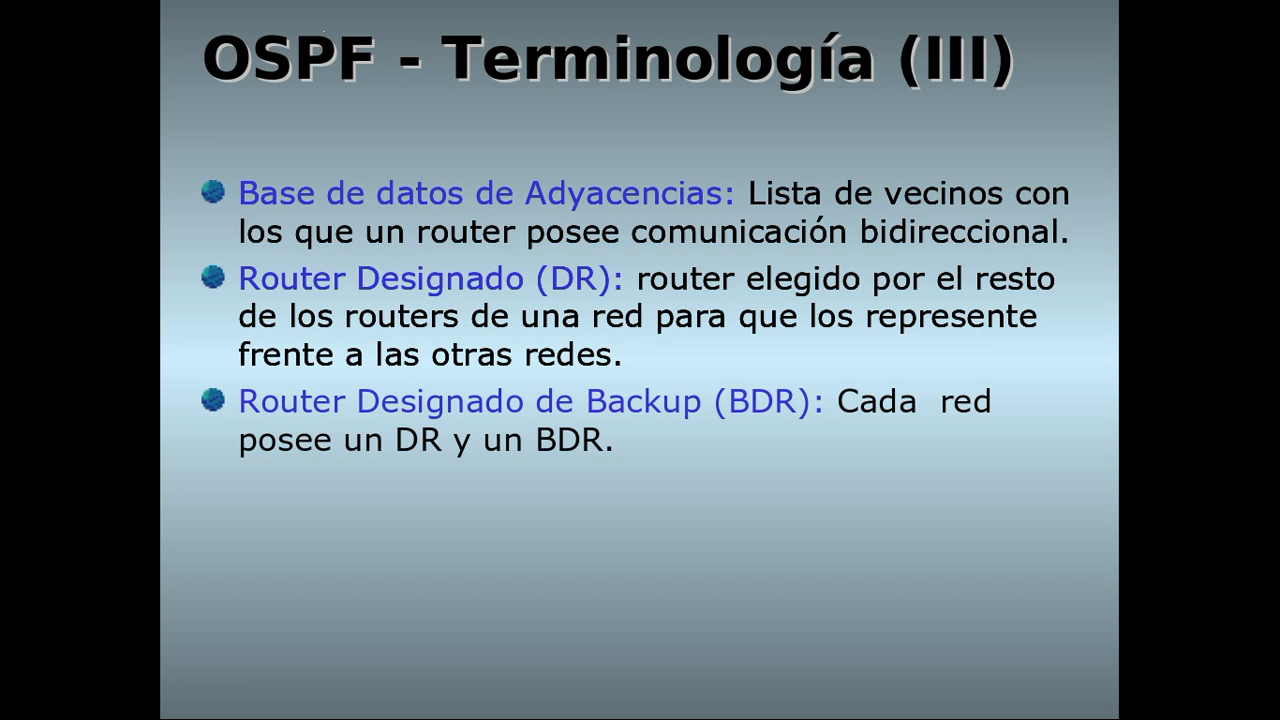 OSPF - Terminología (III)
Base de datos de Adyacencias: Lista de vecinos con
los que un router posee comunicación bidireccional.
Router Designado (DR): router elegido por el resto
de los routers de una red para que los represente
frente a las otras redes.
Router Designado de Backup (BDR): Cada  red
posee un DR y un BDR.